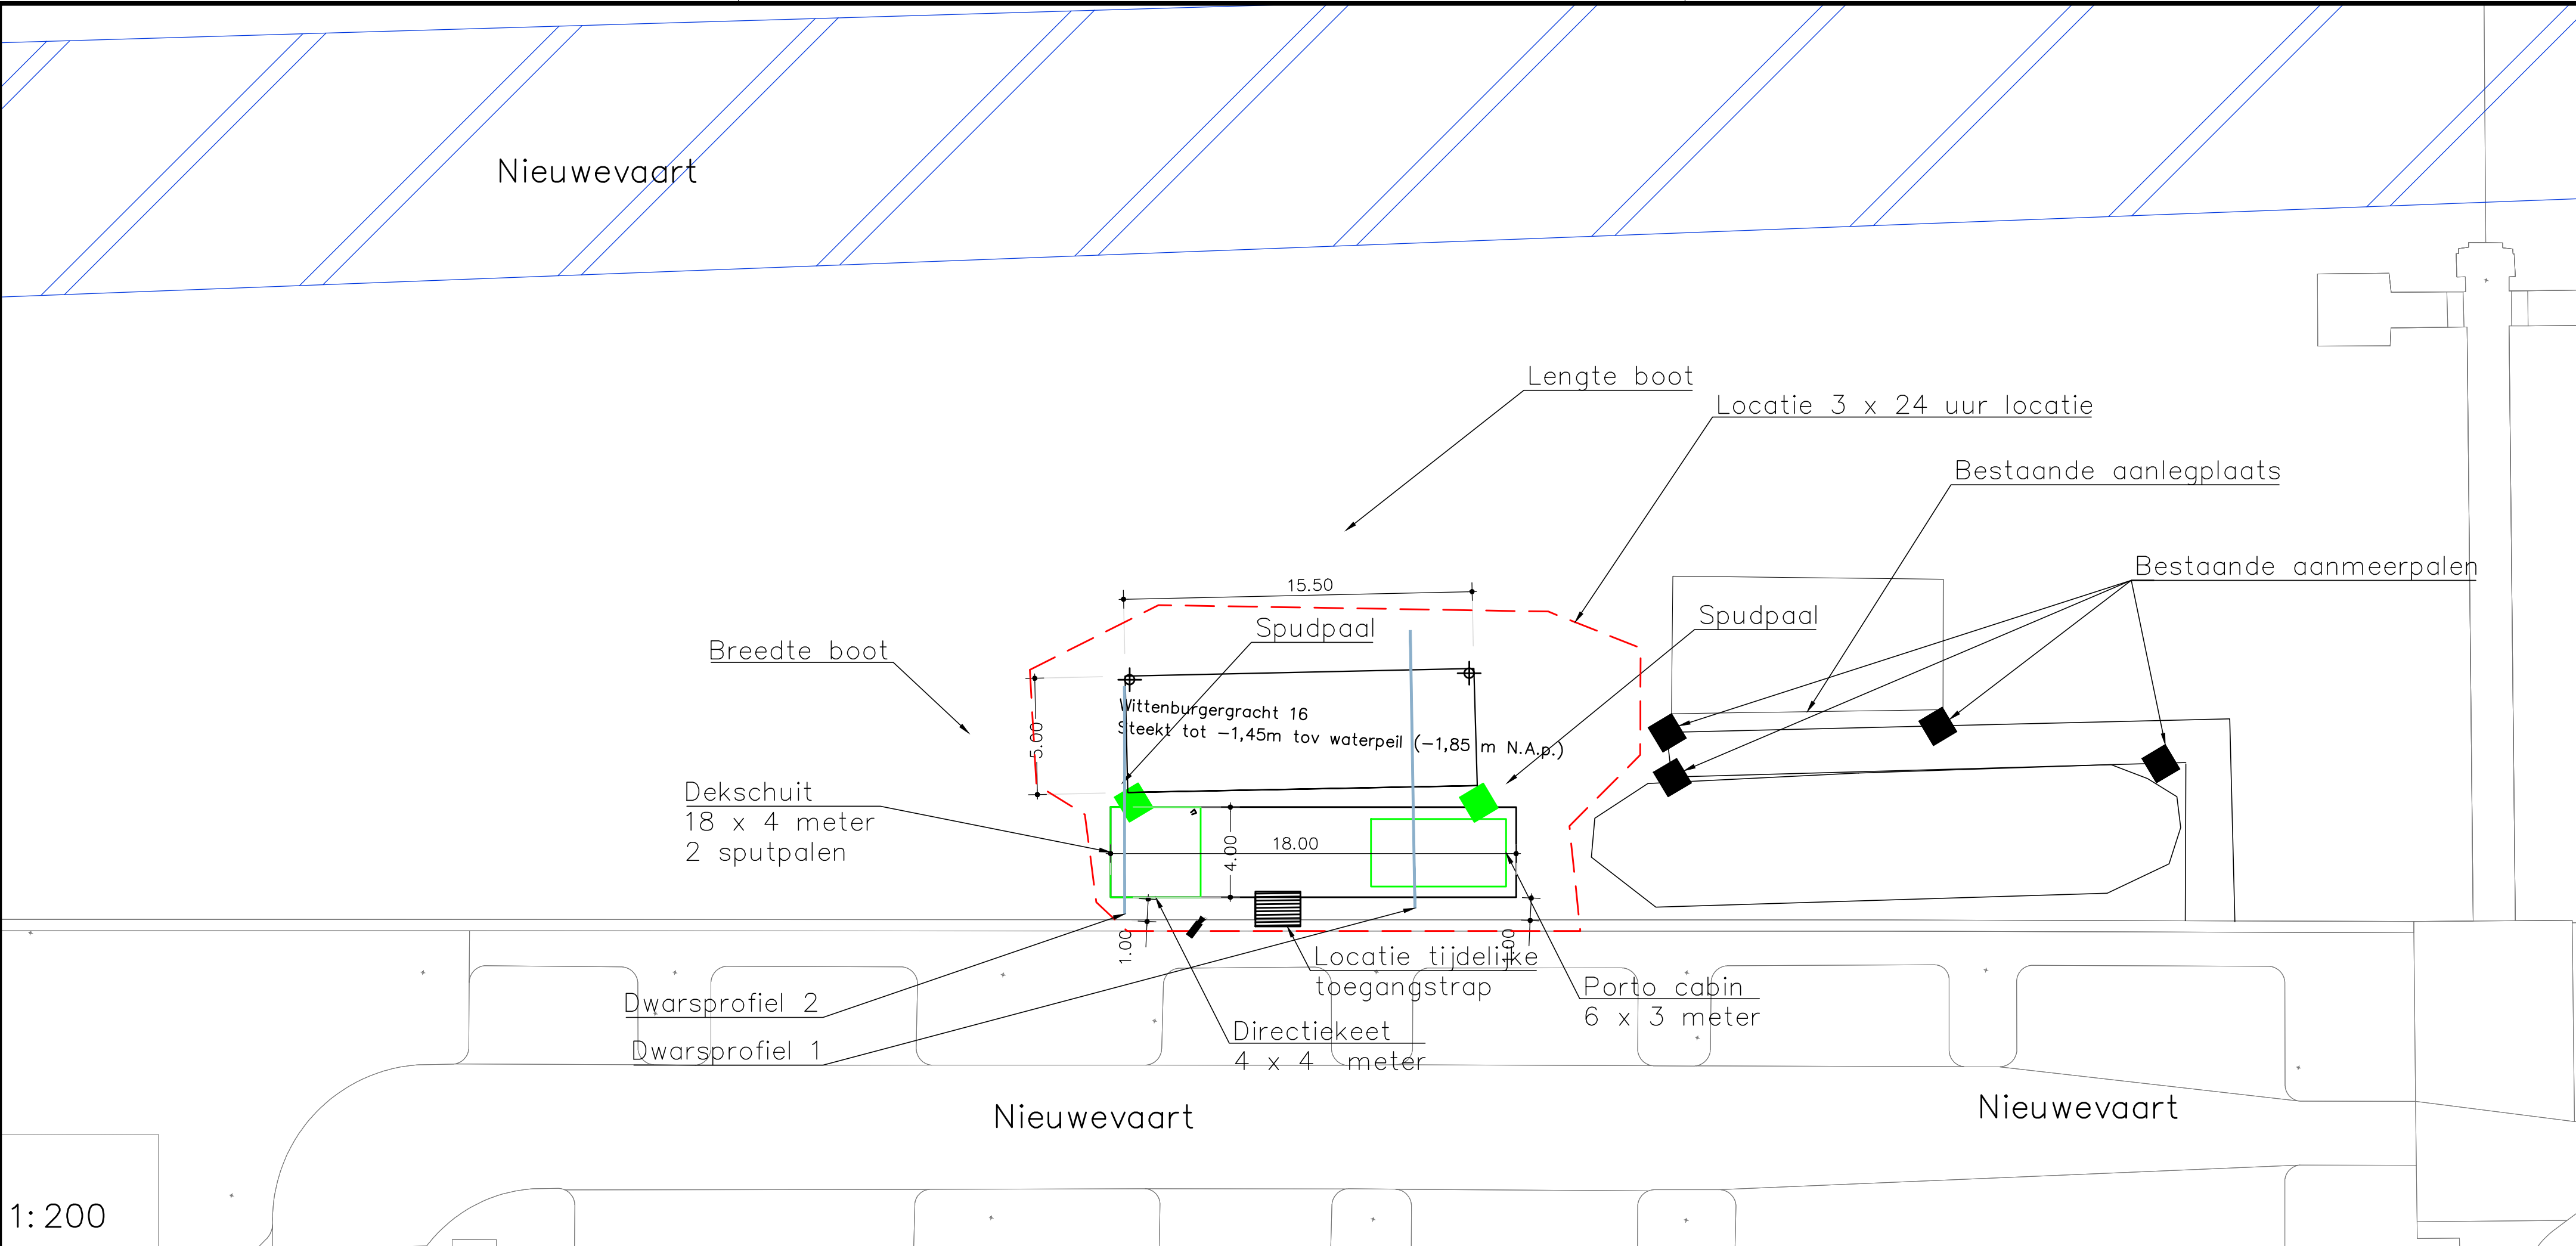 Nieuwevaart
Lengte boot
Locatie 3 x 24 uur locatie
Bestaande aanlegplaats
Bestaande aanmeerpalen
15.50
Spudpaal
Spudpaal
Breedte boot
5.00
Wittenburgergracht 16
Steekt tot -1,45m tov waterpeil (-1,85 m N.A.p.)
Dekschuit
18 x 4 meter
2 sputpalen
4.00
18.00
1.00
1.00
Locatie tijdelijke
toegangstrap
Porto cabin
6 x 3 meter
Dwarsprofiel 2
Directiekeet
4 x 4 meter
Dwarsprofiel 1
Nieuwevaart
Nieuwevaart
1:200